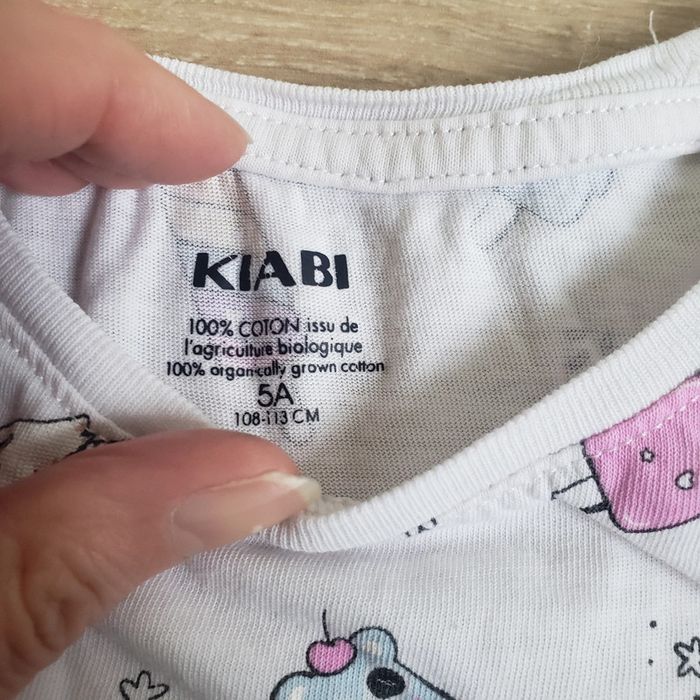 KIABI
100% COTON issu de
l'agriculture biologique
100% organically grown cotton
5A
108-113 CM